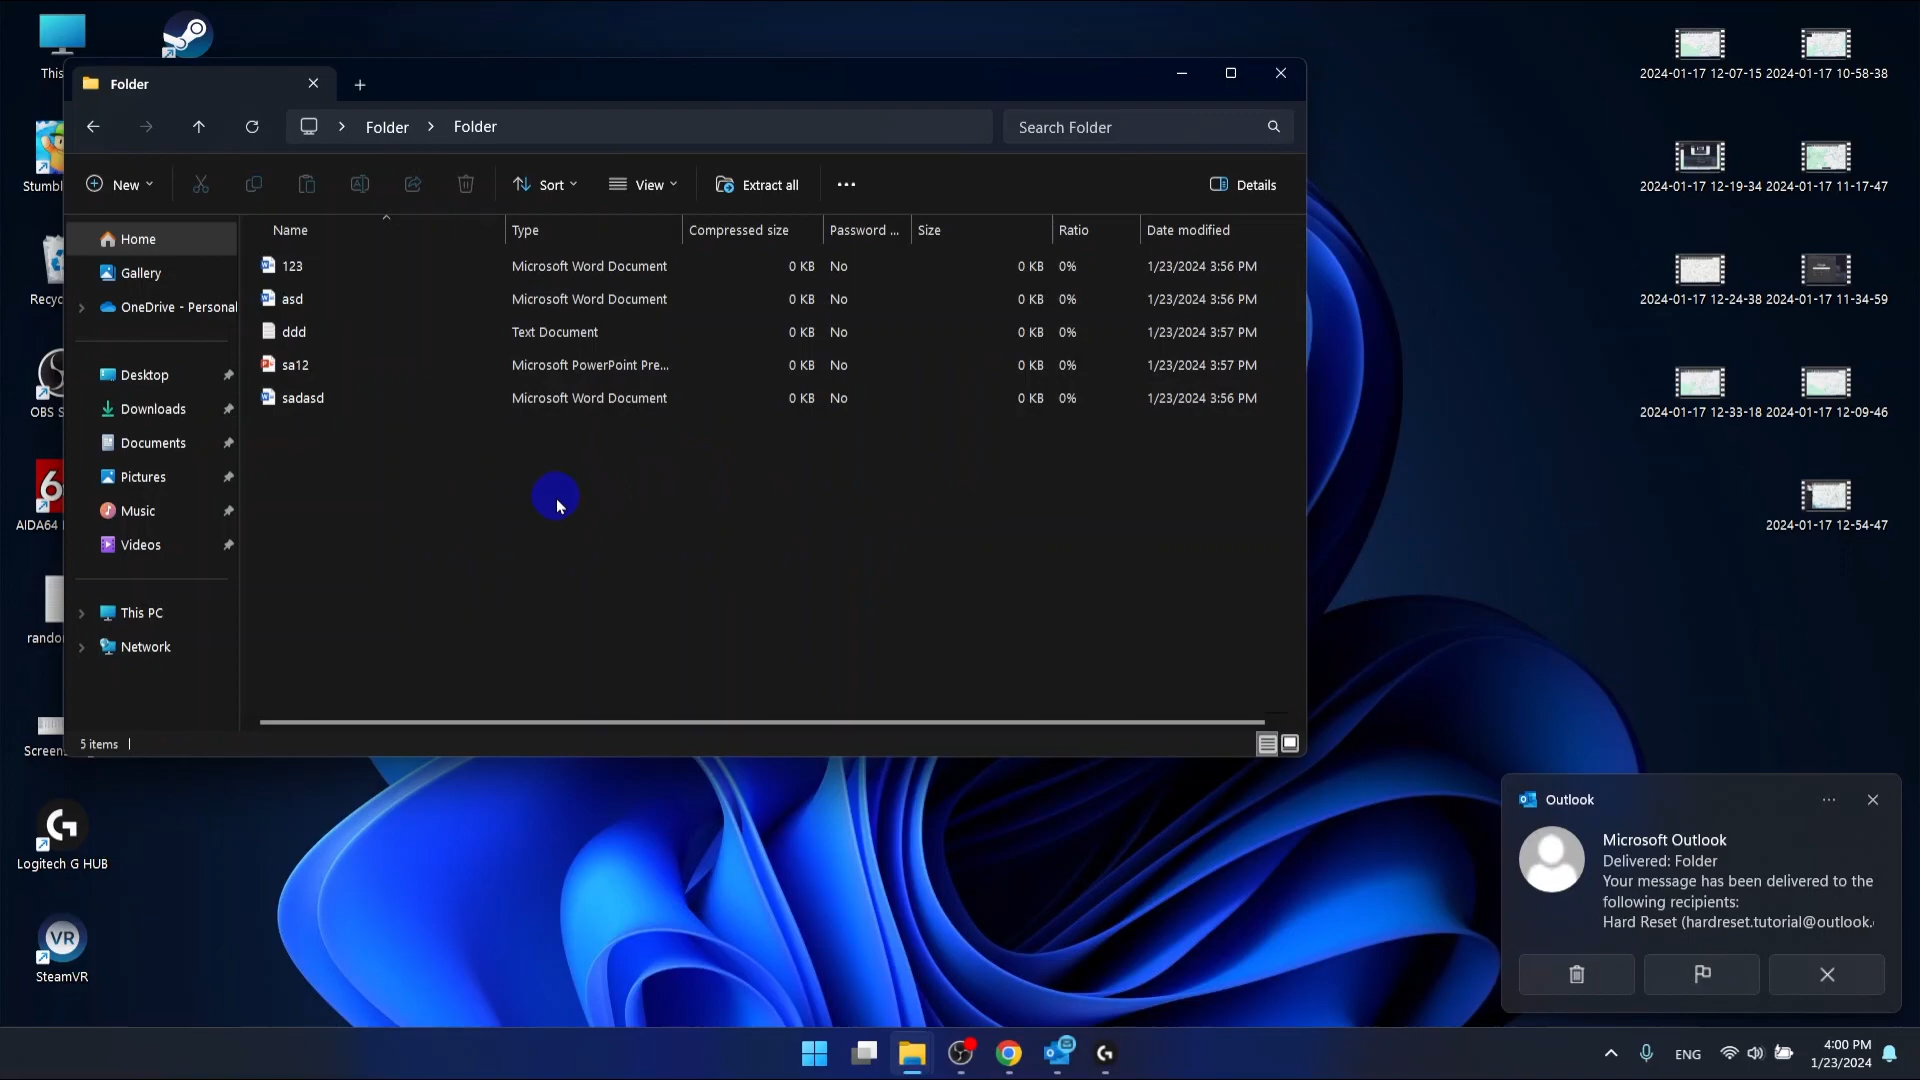 This
Folder
Folder
Folder
Search Folder
New
Sort
View
Extract all
Details
Name
Type
Compressed size
Password ...
Size
Ratio
Date modified
123
Microsoft Word Document
0 KB
No
0 KB
0%
1/23/2024 3:56 PM
asd
Microsoft Word Document
0 KB
No
0 KB
0%
1/23/2024 3:56 PM
ddd
Text Document
0 KB
No
0 KB
0%
1/23/2024 3:57 PM
sa12
Microsoft PowerPoint Pre...
0 KB
No
0 KB
0%
1/23/2024 3:57 PM
sadasd
Microsoft Word Document
0 KB
No
0 KB
0%
1/23/2024 3:56 PM
Home
Gallery
OneDrive - Personal
Desktop
Downloads
Documents
Pictures
Music
Videos
This PC
Network
5 items
Stumbl
Recyc
OBS S
6
AIDA64
rando
Screen
Logitech G HUB
VR
SteamVR
2024-01-17 12-07-15
2024-01-17 10-58-38
2024-01-17 12-19-34
2024-01-17 11-17-47
2024-01-17 12-24-38
2024-01-17 11-34-59
2024-01-17 12-33-18
2024-01-17 12-09-46
2024-01-17 12-54-47
Outlook
Microsoft Outlook
Delivered: Folder
Your message has been delivered to the
following recipients:
Hard Reset (hardreset.tutorial@outlook.
ENG
4:00 PM
1/23/2024